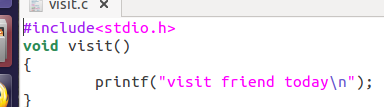 visit.c ×
#include<stdio.h>
void visit()
{
        printf("visit friend today\n");
}